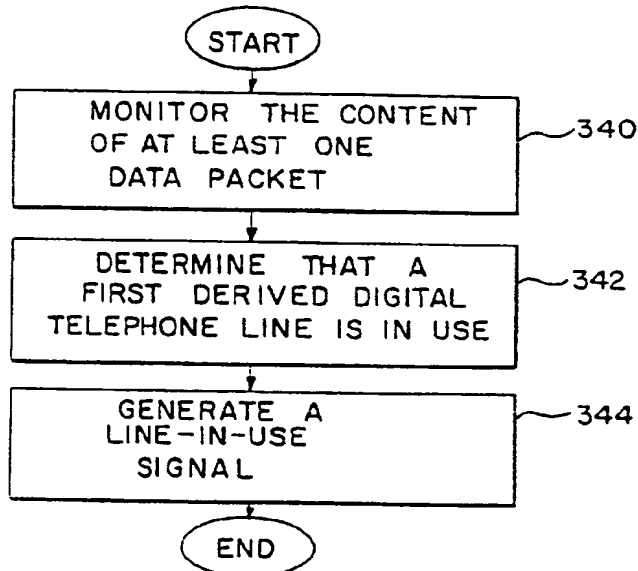 START
MONITOR THE CONTENT
OF AT LEAST ONE
DATA PACKET
340
DETERMINE THAT A
FIRST DERIVED DIGITAL
TELEPHONE LINE IS IN USE
342
GENERATE A
LINE-IN-USE
SIGNAL
344
END